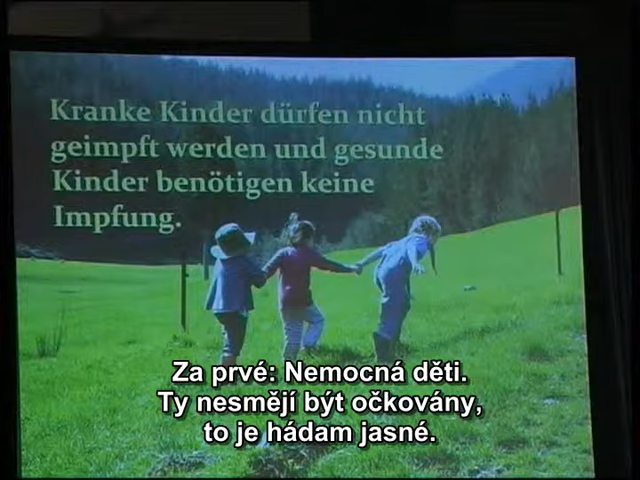 Kranke Kinder dürfen nicht
geimpft werden und gesunde
Kinder benötigen keine
Impfung.
Za prvé: Nemocná děti.
Ty nesmějí být očkovány,
to je hádam jasné.